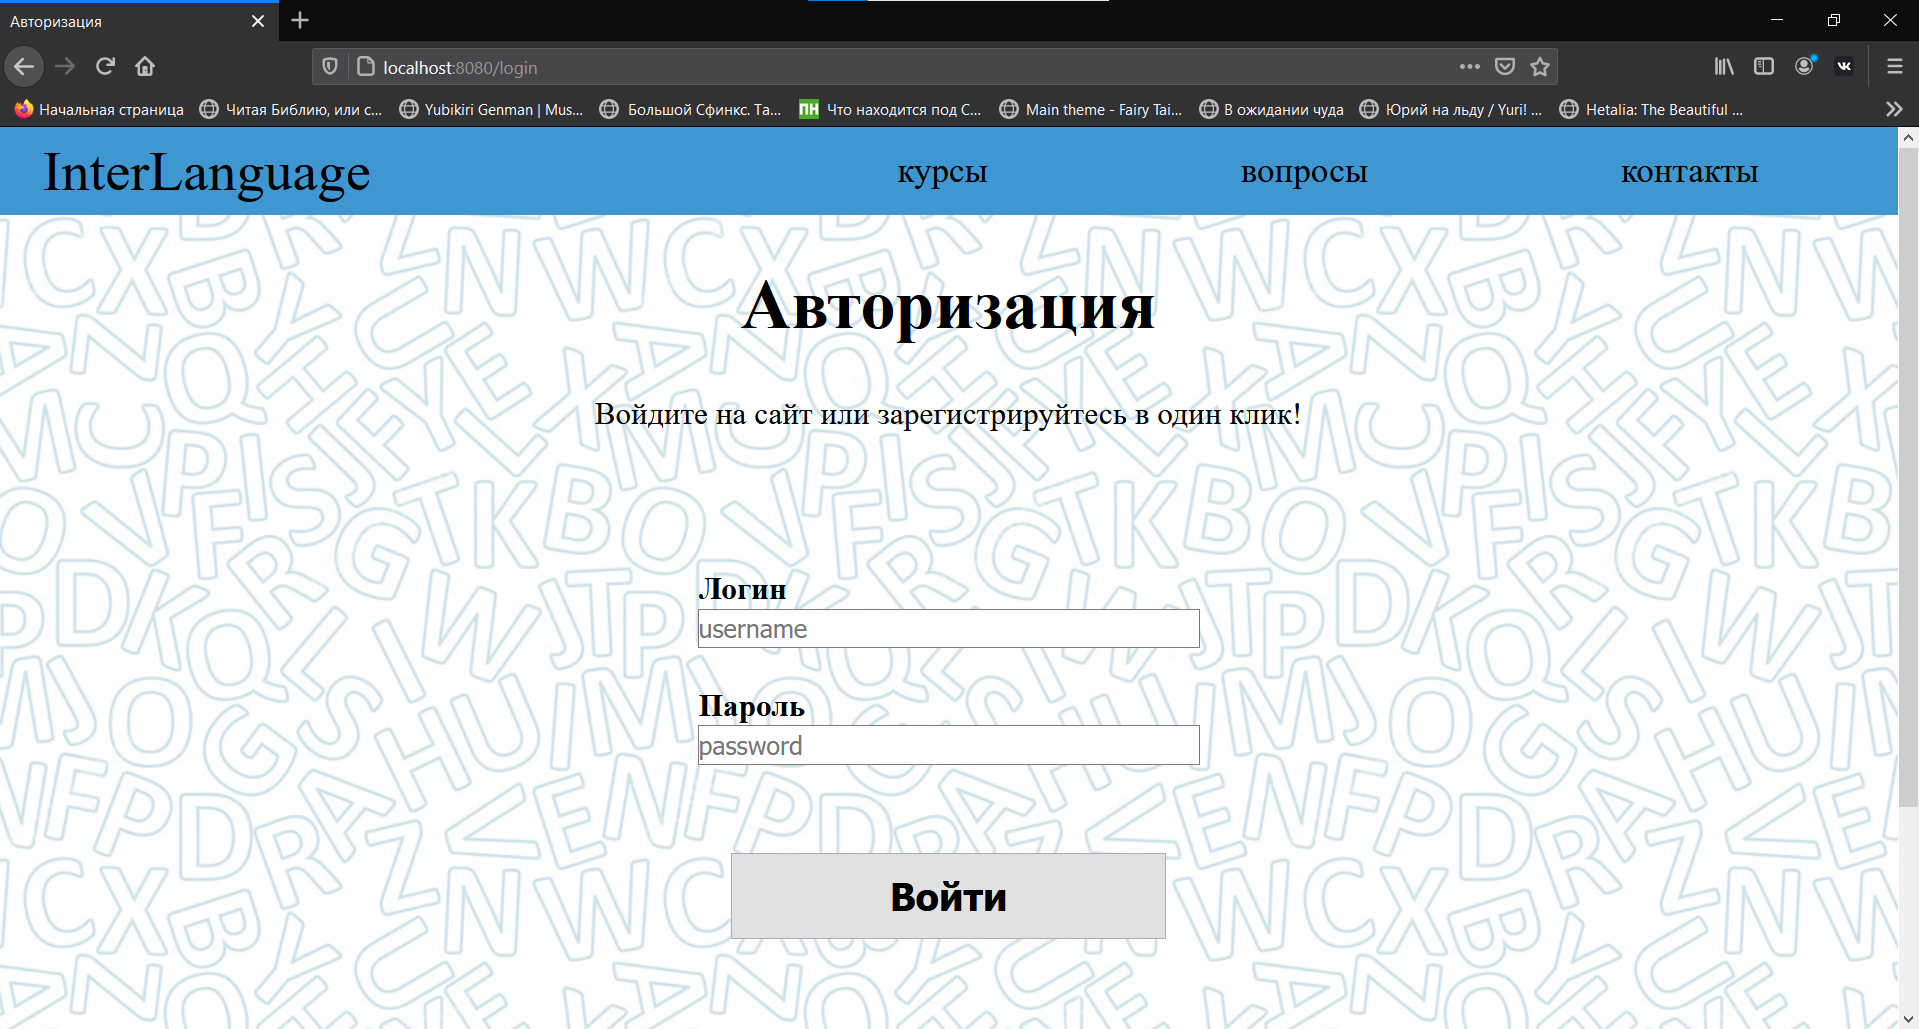 Авторизация
localhost:8080/login
Начальная страница
Читая Библию, или с...
Yubikiri Genman | Mus...
Большой Сфинкс. Та...
ПН Что находится под С...
Main theme - Fairy Tai...
В ожидании чуда
Юрий на льду / Yuri! ...
Hetalia: The Beautiful ...
InterLanguage
курсы
вопросы
контакты
Авторизация
Войдите на сайт или зарегистрируйтесь в один клик!
Логин
username
Пароль
password
Войти